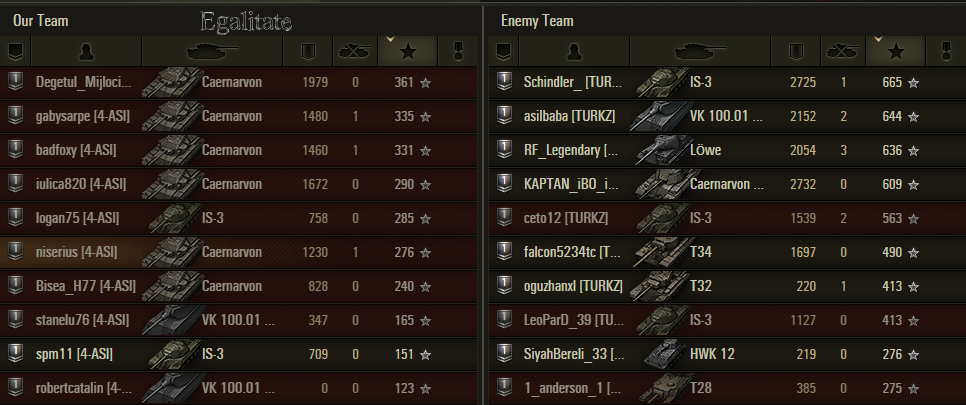 Our Team
Egalitate
Enemy Team
Degetul_Mijloci... Caernarvon 1979 0 361
gabysarpe [4-ASI] Caernarvon 1480 1 335
badfoxy [4-ASI] Caernarvon 1460 1 331
iulica820 [4-ASI] Caernarvon 1672 0 290
logan75 [4-ASI] IS-3 758 0 285
niserius [4-ASI] Caernarvon 1230 1 276
Bisea_H77 [4-ASI] Caernarvon 828 0 240
stanelu76 [4-ASI] VK 100.01 ... 347 0 165
spm11 [4-ASI] IS-3 709 0 151
robertcatalin [4-... VK 100.01 ... 0 0 123
Schindler_ [TUR... IS-3 2725 1 665
asilbaba [TURKZ] VK 100.01 ... 2152 2 644
RF_Legendary [... Löwe 2054 3 636
KAPTAN_iBO_i... Caernarvon ... 2732 0 609
ceto12 [TURKZ] IS-3 1539 2 563
falcon5234tc [... T34 1697 0 490
oguzhanxl [TURKZ] T32 220 1 413
LeoParD_39 [TU... IS-3 1127 0 413
SiyahBereli_33 [... HWK 12 219 0 276
1_anderson_1 [... T28 385 0 275